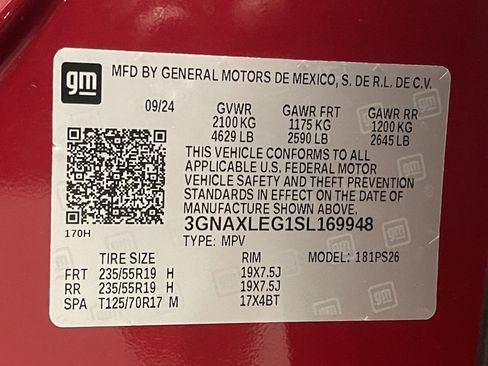 gm MFD BY GENERAL MOTORS DE MEXICO, S. DE R.L. DE C.V.
09/24 GVWR GAWR FRT GAWR RR
2100 KG 1175 KG 1200 KG
4629 LB 2590 LB 2645 LB
THIS VEHICLE CONFORMS TO ALL
APPLICABLE U.S. FEDERAL MOTOR
VEHICLE SAFETY AND THEFT PREVENTION
STANDARDS IN EFFECT ON THE DATE OF
MANUFACTURE SHOWN ABOVE.
170H 3GNAXLEG1SL169948
TYPE: MPV
TIRE SIZE RIM MODEL: 181PS26
FRT 235/55R19 H 19X7.5J
RR 235/55R19 H 19X7.5J
SPA T125/70R17 M 17X4BT